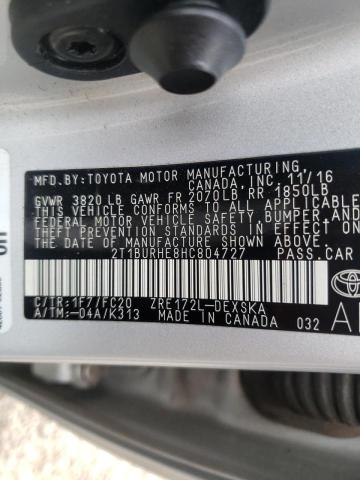 MFD.BY:TOYOTA MOTOR MANUFACTURING,
CANADA, INC. 11/16
GVWR 3820 LB GAWR FR 2070LB RR 1850LB
THIS VEHICLE CONFORMS TO ALL APPLICABLE
FEDERAL MOTOR VEHICLE SAFETY, BUMPER, AND
THEFT PREVENTION STANDARDS IN EFFECT ON
THE DATE OF MANUFACTURE SHOWN ABOVE.
2T1BURHE8HC804727 PASS.CAR
C/TR:1F7/FC20 ZRE172L-DEXSKA
A/TM:-04A/K313 MADE IN CANADA 032